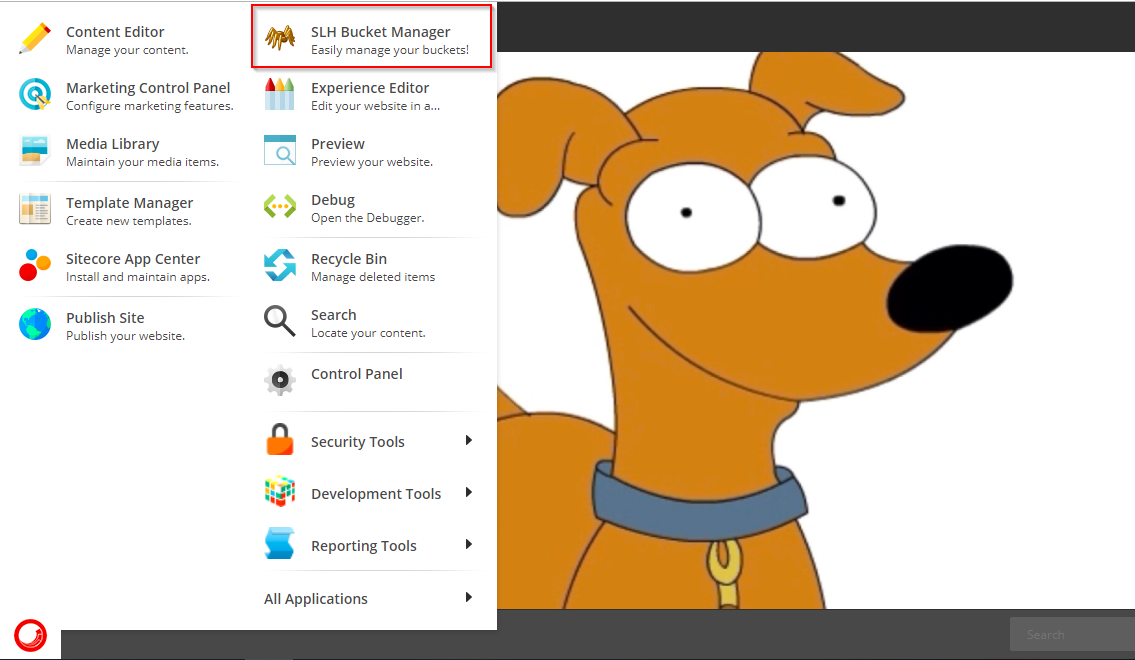 Content Editor
Manage your content.
Marketing Control Panel
Configure marketing features.
Media Library
Maintain your media items.
Template Manager
Create new templates.
Sitecore App Center
Install and maintain apps.
Publish Site
Publish your website.
SLH Bucket Manager
Easily manage your buckets!
Experience Editor
Edit your website in a...
Preview
Preview your website.
Debug
Open the Debugger.
Recycle Bin
Manage deleted items
Search
Locate your content.
Control Panel
Security Tools
Development Tools
Reporting Tools
All Applications
Search